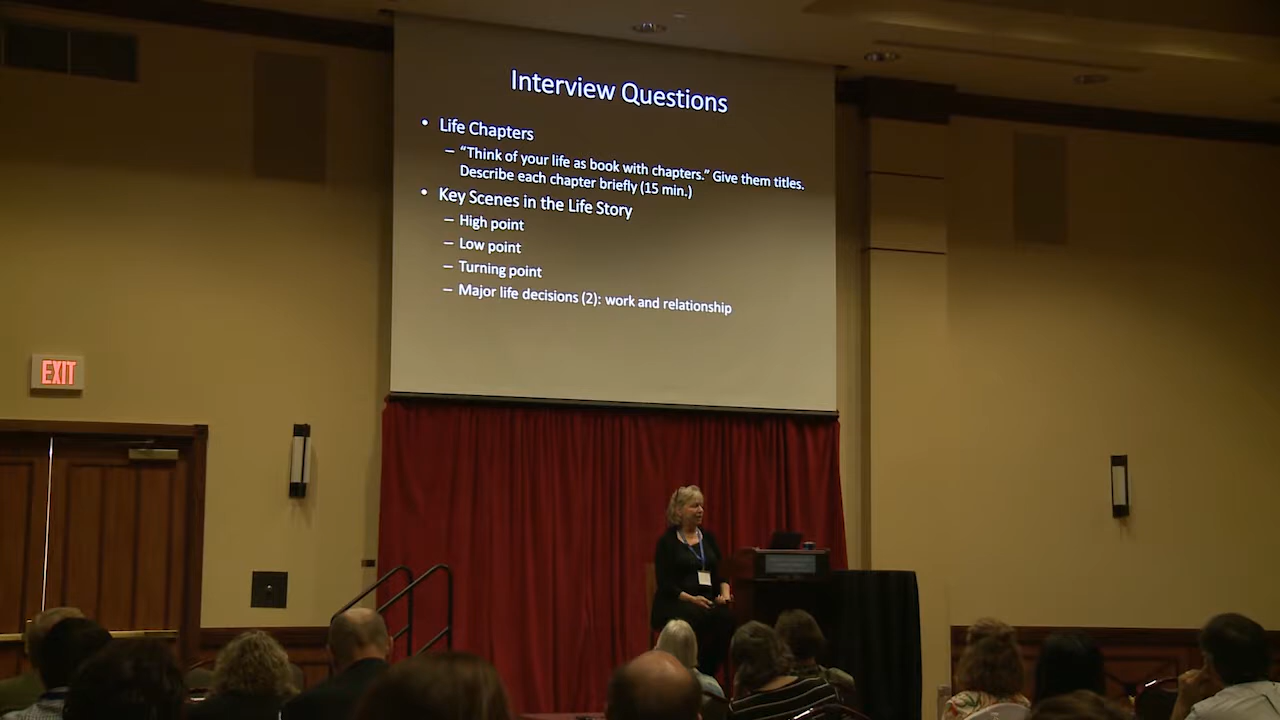 Interview Questions
• Life Chapters
– “Think of your life as book with chapters.” Give them titles.
Describe each chapter briefly (15 min.)
• Key Scenes in the Life Story
– High point
– Low point
– Turning point
– Major life decisions (2): work and relationship
EXIT